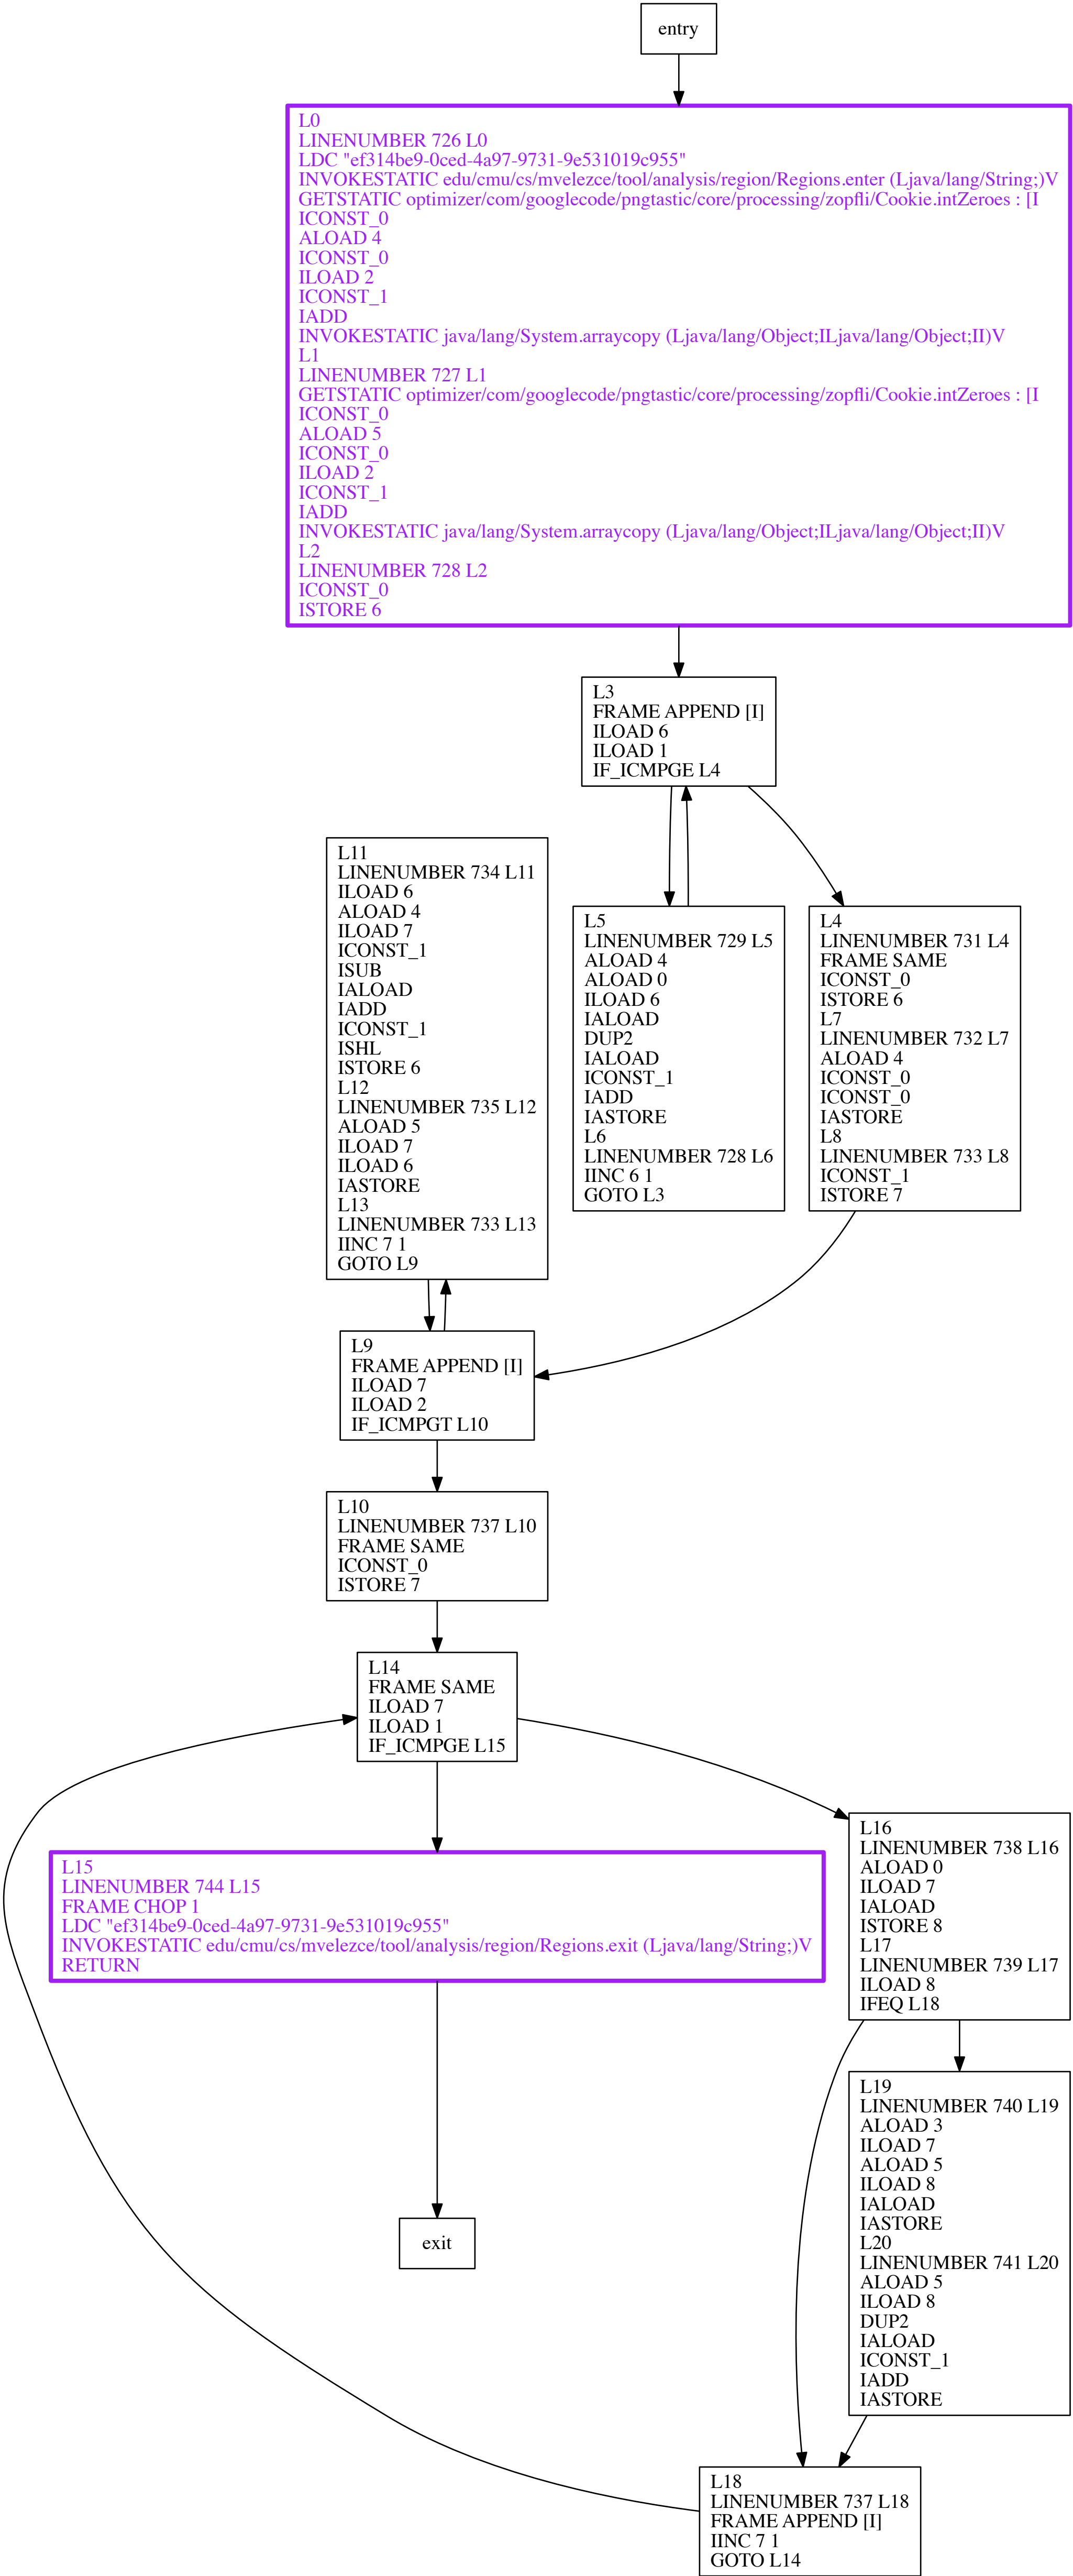 entry
L0
LINENUMBER 726 L0
LDC "ef314be9-0ced-4a97-9731-9e531019c955"
INVOKESTATIC edu/cmu/cs/mvelezce/tool/analysis/region/Regions.enter (Ljava/lang/String;)V
GETSTATIC optimizer/com/googlecode/pngtastic/core/processing/zopfli/Cookie.intZeroes : [I
ICONST_0
ALOAD 4
ICONST_0
ILOAD 2
ICONST_1
IADD
INVOKESTATIC java/lang/System.arraycopy (Ljava/lang/Object;ILjava/lang/Object;II)V
L1
LINENUMBER 727 L1
GETSTATIC optimizer/com/googlecode/pngtastic/core/processing/zopfli/Cookie.intZeroes : [I
ICONST_0
ALOAD 5
ICONST_0
ILOAD 2
ICONST_1
IADD
INVOKESTATIC java/lang/System.arraycopy (Ljava/lang/Object;ILjava/lang/Object;II)V
L2
LINENUMBER 728 L2
ICONST_0
ISTORE 6
L3
FRAME APPEND [I]
ILOAD 6
ILOAD 1
IF_ICMPGE L4
L11
LINENUMBER 734 L11
ILOAD 6
ALOAD 4
ILOAD 7
ICONST_1
ISUB
IALOAD
IADD
ICONST_1
ISHL
ISTORE 6
L12
LINENUMBER 735 L12
ALOAD 5
ILOAD 7
ILOAD 6
IASTORE
L13
LINENUMBER 733 L13
IINC 7 1
GOTO L9
L5
LINENUMBER 729 L5
ALOAD 4
ALOAD 0
ILOAD 6
IALOAD
DUP2
IALOAD
ICONST_1
IADD
IASTORE
L6
LINENUMBER 728 L6
IINC 6 1
GOTO L3
L4
LINENUMBER 731 L4
FRAME SAME
ICONST_0
ISTORE 6
L7
LINENUMBER 732 L7
ALOAD 4
ICONST_0
ICONST_0
IASTORE
L8
LINENUMBER 733 L8
ICONST_1
ISTORE 7
L9
FRAME APPEND [I]
ILOAD 7
ILOAD 2
IF_ICMPGT L10
L10
LINENUMBER 737 L10
FRAME SAME
ICONST_0
ISTORE 7
L14
FRAME SAME
ILOAD 7
ILOAD 1
IF_ICMPGE L15
L15
LINENUMBER 744 L15
FRAME CHOP 1
LDC "ef314be9-0ced-4a97-9731-9e531019c955"
INVOKESTATIC edu/cmu/cs/mvelezce/tool/analysis/region/Regions.exit (Ljava/lang/String;)V
RETURN
L16
LINENUMBER 738 L16
ALOAD 0
ILOAD 7
IALOAD
ISTORE 8
L17
LINENUMBER 739 L17
ILOAD 8
IFEQ L18
L19
LINENUMBER 740 L19
ALOAD 3
ILOAD 7
ALOAD 5
ILOAD 8
IALOAD
IASTORE
L20
LINENUMBER 741 L20
ALOAD 5
ILOAD 8
DUP2
IALOAD
ICONST_1
IADD
IASTORE
exit
L18
LINENUMBER 737 L18
FRAME APPEND [I]
IINC 7 1
GOTO L14